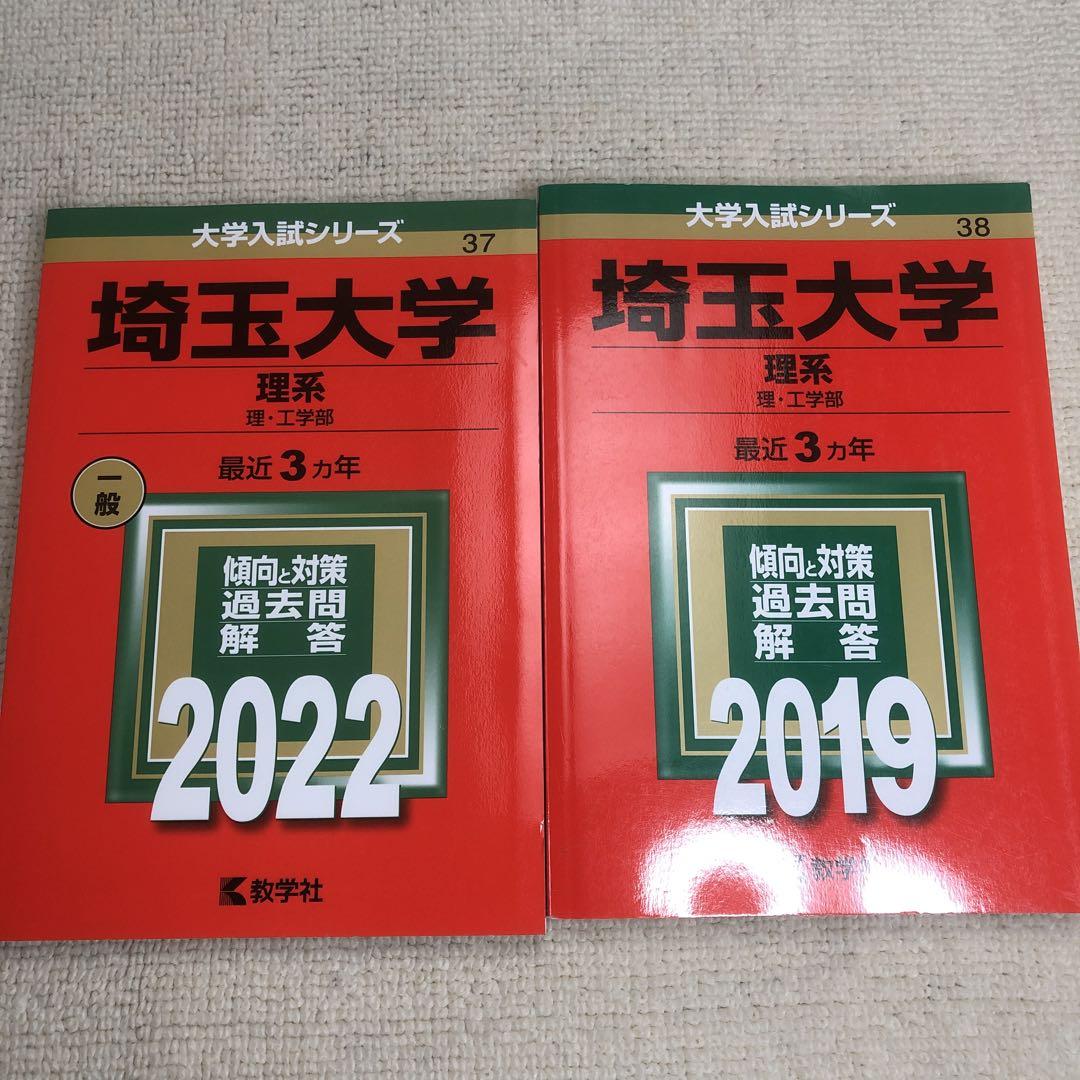 大学入試シリーズ
37
埼玉大学
理系
理・工学部
最近3カ年
一般
傾向と対策
過去問
解答
2022
教学社
大学入試シリーズ
38
埼玉大学
理系
理・工学部
最近3カ年
傾向と対策
過去問
解答
2019
教学社